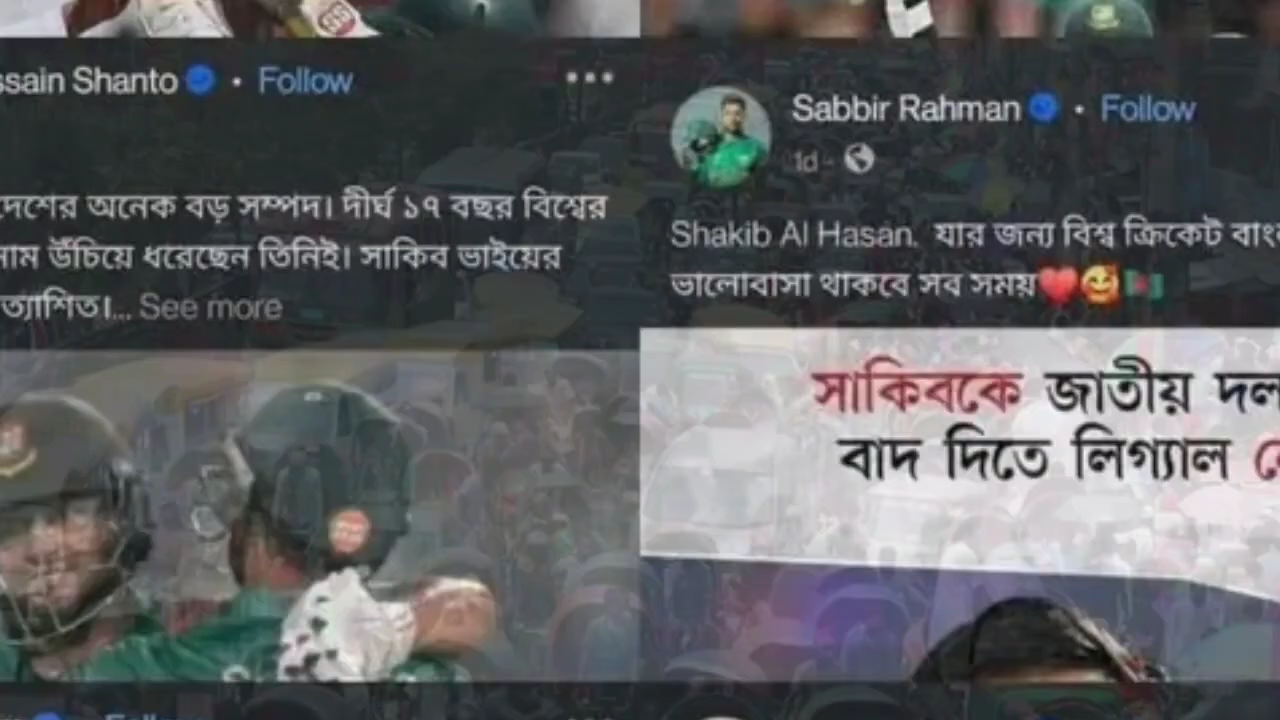 ssain Shanto • Follow
দেশের অনেক বড় সম্পদ। দীর্ঘ ১৭ বছর বিশ্বের
নাম উঁচিয়ে ধরেছেন তিনিই। সাকিব ভাইয়ের
ত্যাশিত।... See more
Sabbir Rahman • Follow
1d
Shakib Al Hasan. যার জন্য বিশ্ব ক্রিকেট বাং
ভালোবাসা থাকবে সব সময়❤️🥰🇧🇩
সাকিবকে জাতীয় দল
বাদ দিতে লিগ্যাল